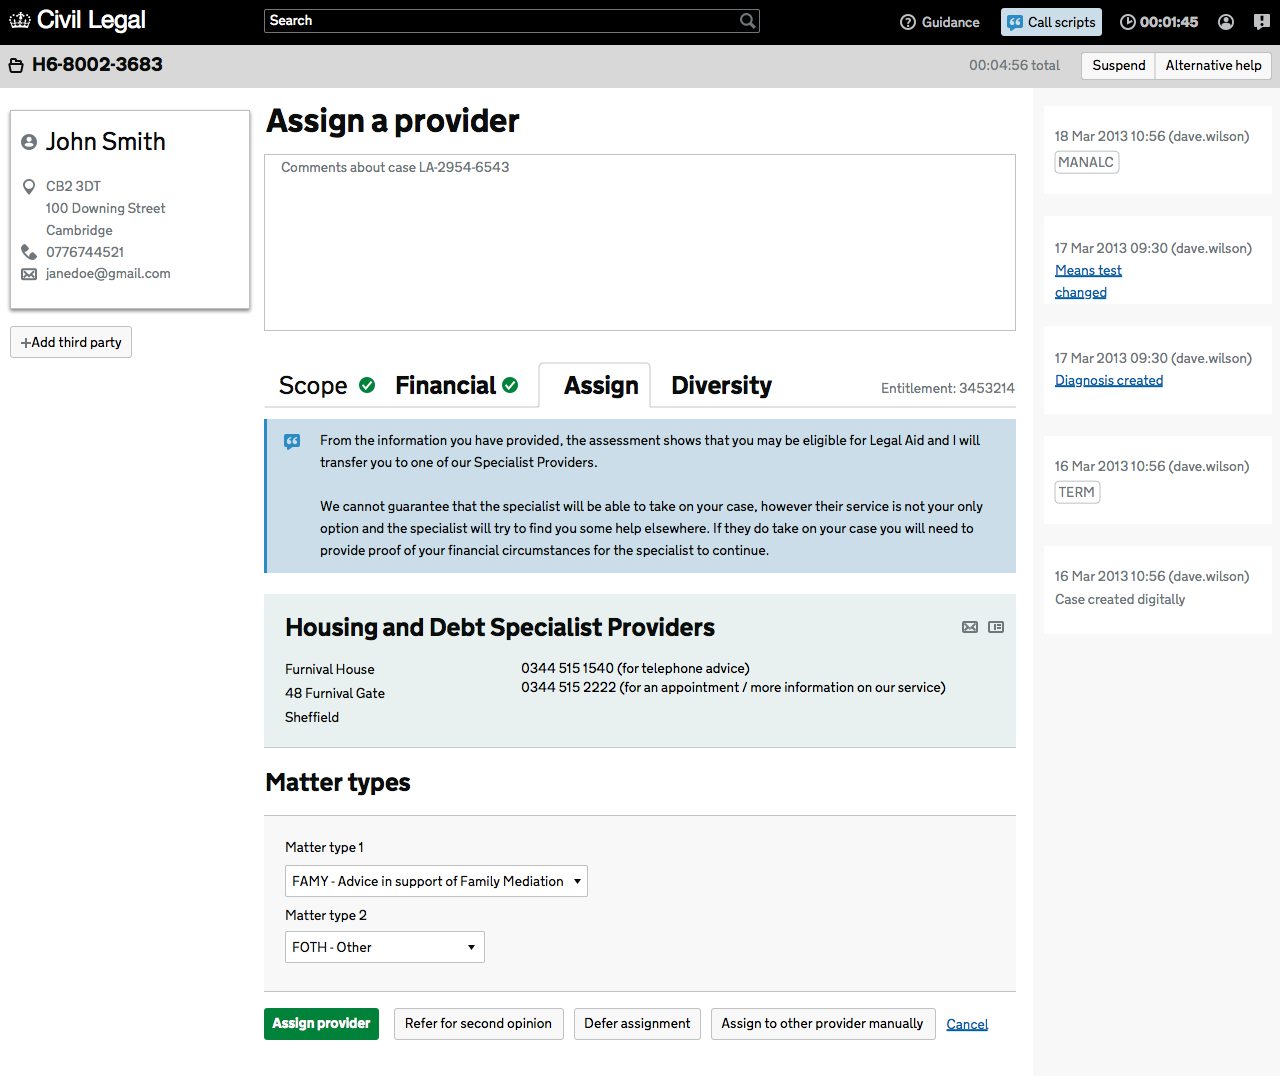 Civil Legal
Search
Guidance
Call scripts
00:01:45
H6-8002-3683
00:04:56 total
Suspend
Alternative help
John Smith
CB2 3DT
100 Downing Street
Cambridge
0776744521
janedoe@gmail.com
+Add third party
Assign a provider
Comments about case LA-2954-6543
Scope
Financial
Assign
Diversity
Entitlement: 3453214
From the information you have provided, the assessment shows that you may be eligible for Legal Aid and I will
transfer you to one of our Specialist Providers.
We cannot guarantee that the specialist will be able to take on your case, however their service is not your only
option and the specialist will try to find you some help elsewhere. If they do take on your case you will need to
provide proof of your financial circumstances for the specialist to continue.
Housing and Debt Specialist Providers
Furnival House
48 Furnival Gate
Sheffield
0344 515 1540 (for telephone advice)
0344 515 2222 (for an appointment / more information on our service)
Matter types
Matter type 1
FAMY - Advice in support of Family Mediation
Matter type 2
FOTH - Other
Assign provider
Refer for second opinion
Defer assignment
Assign to other provider manually
Cancel
18 Mar 2013 10:56 (dave.wilson)
MANALC
17 Mar 2013 09:30 (dave.wilson)
Means test
changed
17 Mar 2013 09:30 (dave.wilson)
Diagnosis created
16 Mar 2013 10:56 (dave.wilson)
TERM
16 Mar 2013 10:56 (dave.wilson)
Case created digitally